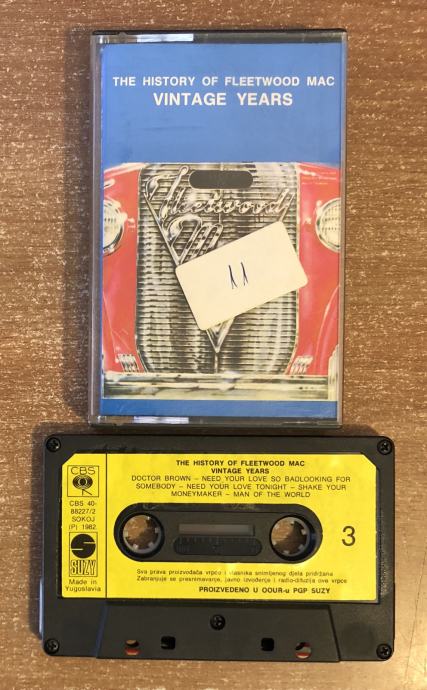 THE HISTORY OF FLEETWOOD MAC
VINTAGE YEARS
Fleetwood
11
THE HISTORY OF FLEETWOOD MAC
VINTAGE YEARS
DOCTOR BROWN – NEED YOUR LOVE SO BADLOOKING FOR
SOMEBODY – NEED YOUR LOVE TONIGHT – SHAKE YOUR
MONEYMAKER – MAN OF THE WORLD
CBS
CBS 40-
88227/2
SOKOJ
(P) 1982.
SUZY
Made in
Yugoslavia
3
Sva prava proizvođača vrpce i vlasnika snimljenog djela pridržana
Zabranjuje se presnimavanje, javno izvođenje i radio-difuzija ove vrpce
PROIZVEDENO U OOUR-u PGP SUZY